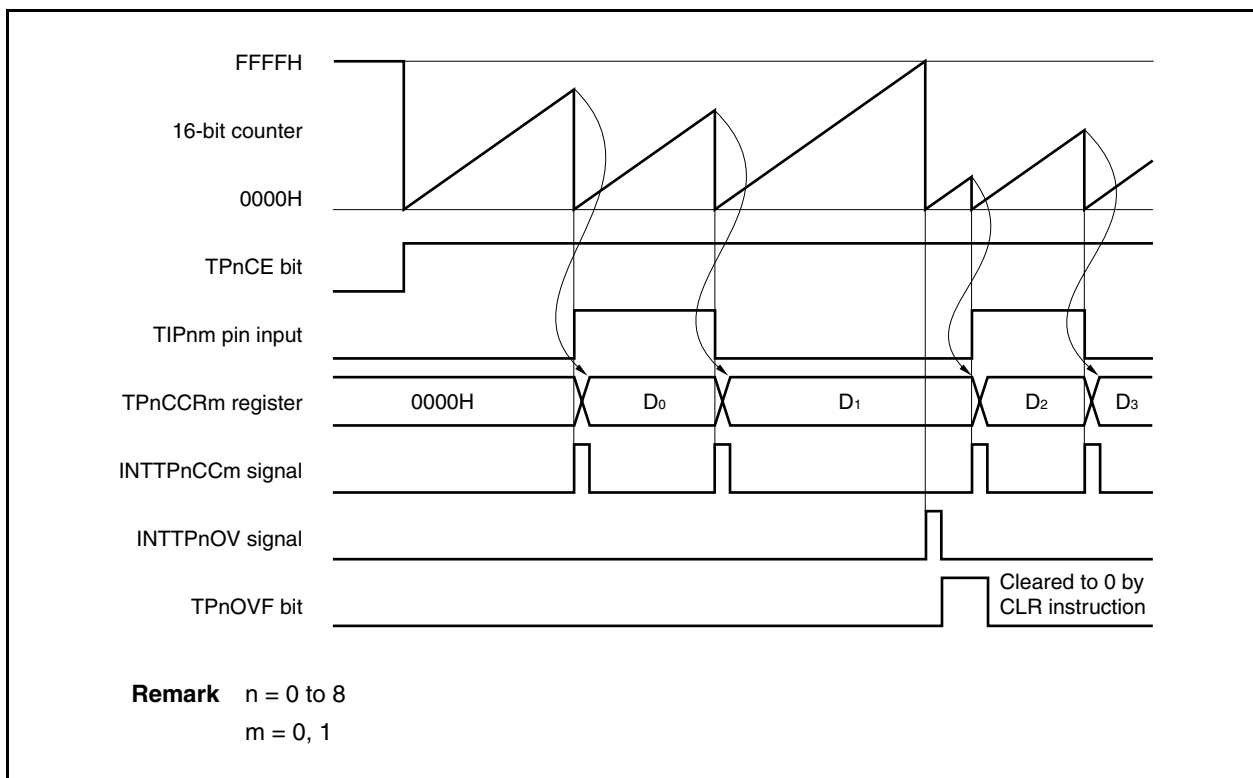 FFFFH
16-bit counter
0000H
TPnCE bit
TIPnm pin input
TPnCCRm register
0000H
D0
D1
D2
D3
INTTPnCCm signal
INTTPnOV signal
TPnOVF bit
Cleared to 0 by
CLR instruction
Remark n = 0 to 8
m = 0, 1